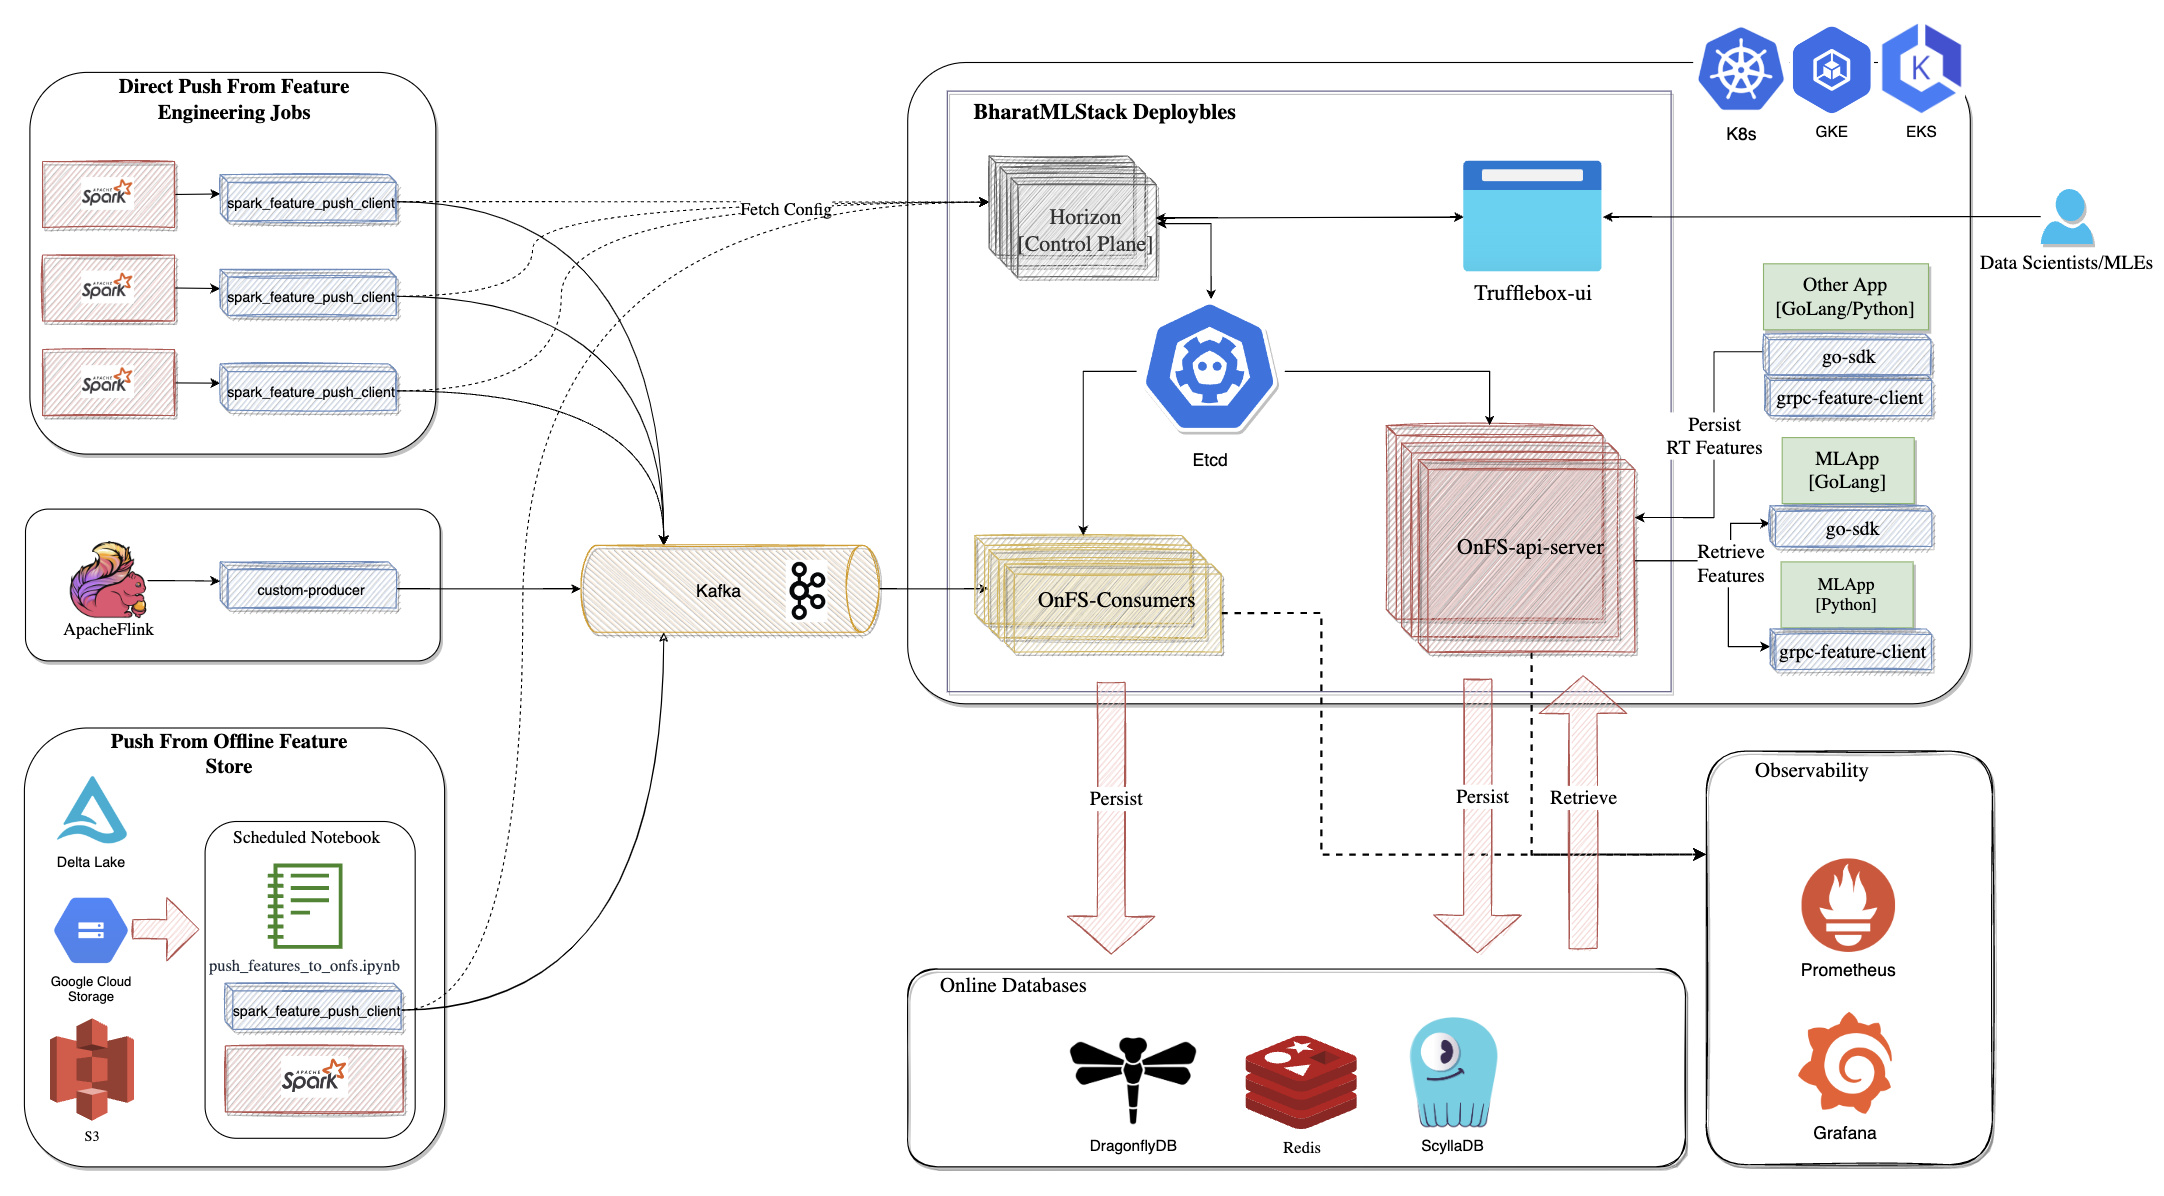 Direct Push From Feature
Engineering Jobs
APACHE
Spark
spark_feature_push_client
APACHE
Spark
spark_feature_push_client
APACHE
Spark
spark_feature_push_client
ApacheFlink
custom-producer
Push From Offline Feature
Store
Delta Lake
Google Cloud
Storage
S3
Scheduled Notebook
push_features_to_onfs.ipynb
spark_feature_push_client
APACHE
Spark
Fetch Config
Kafka
BharatMLStack Deploybles
Horizon
[Control Plane]
Trufflebox-ui
Etcd
OnFS-Consumers
OnFS-api-server
K
K8s
GKE
EKS
Data Scientists/MLEs
Other App
[GoLang/Python]
go-sdk
grpc-feature-client
Persist
RT Features
MLApp
[GoLang]
go-sdk
Retrieve
Features
MLApp
[Python]
grpc-feature-client
Persist
Persist
Retrieve
Online Databases
DragonflyDB
Redis
ScyllaDB
Observability
Prometheus
Grafana